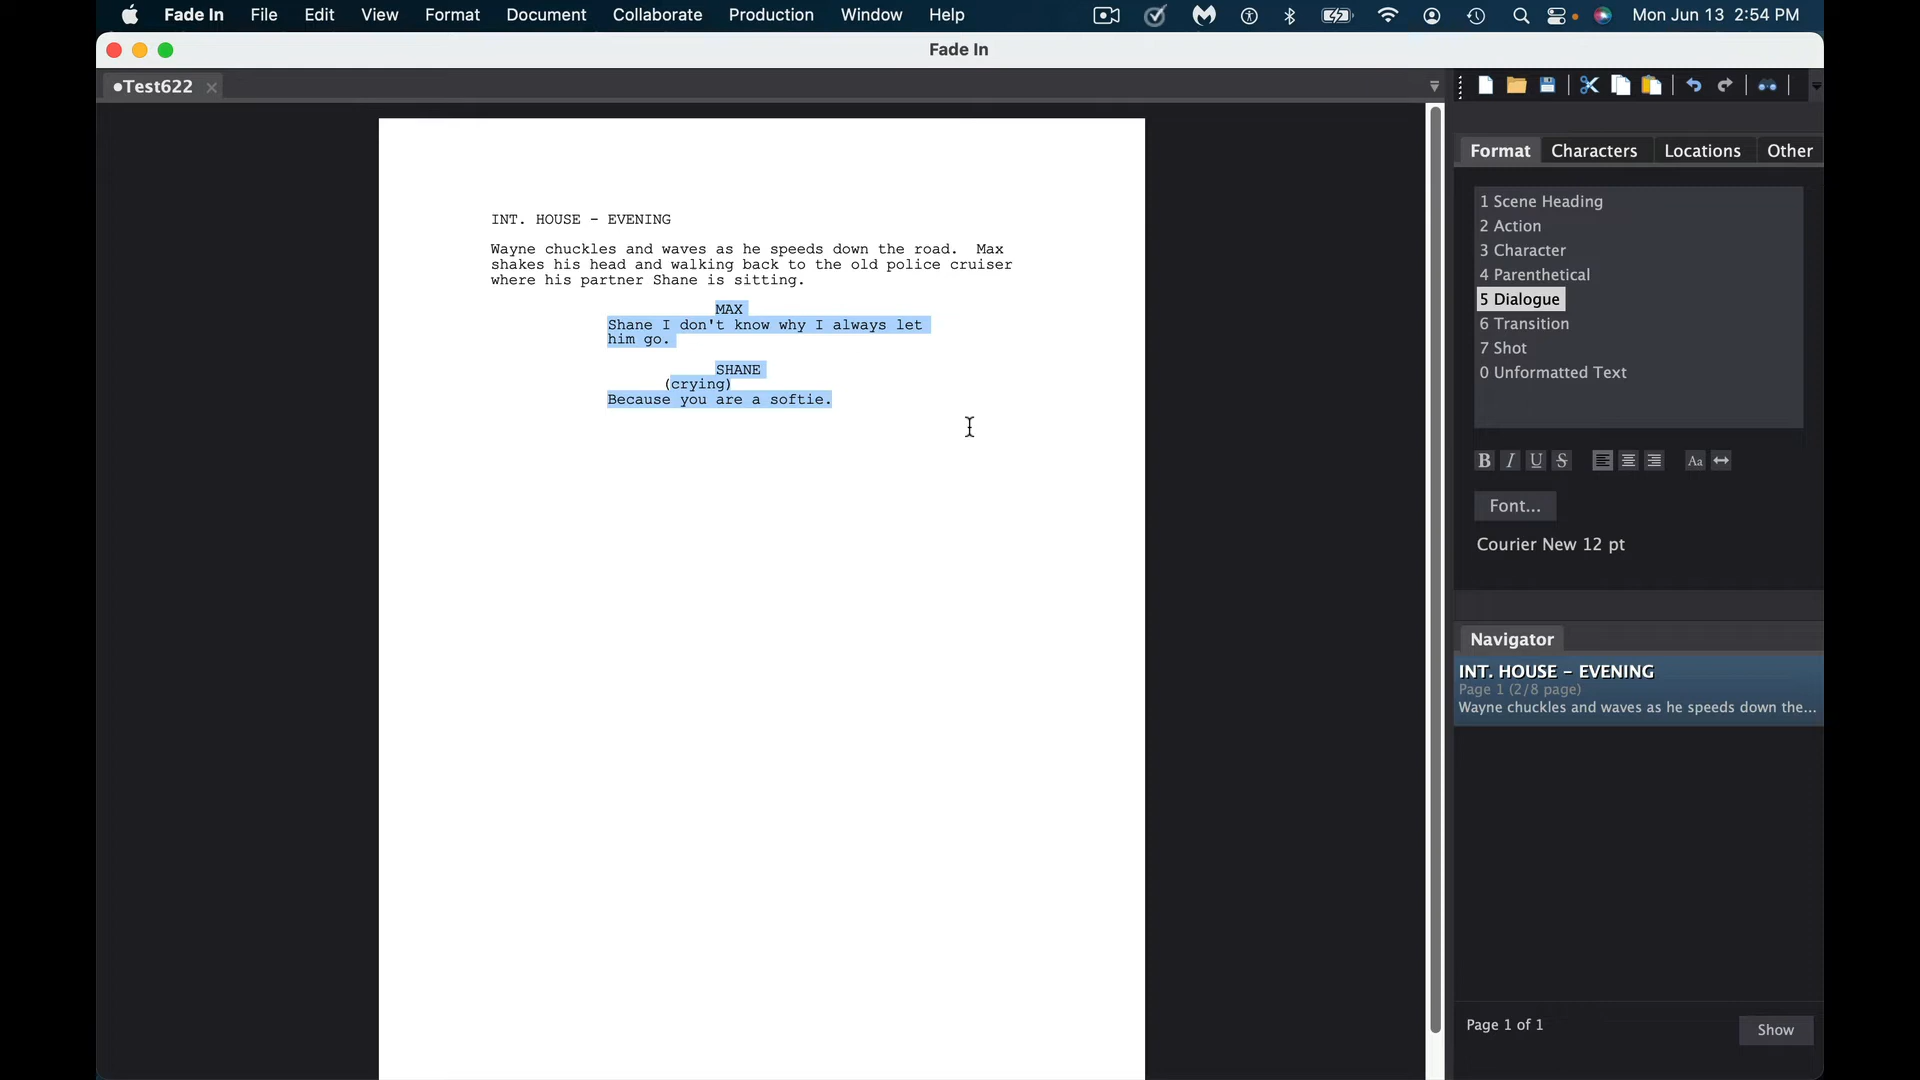 Fade In File Edit View Format Document Collaborate Production Window Help Mon Jun 13 2:54 PM
Fade In
•Test622
Format Characters Locations Other
1 Scene Heading
2 Action
3 Character
4 Parenthetical
5 Dialogue
6 Transition
7 Shot
0 Unformatted Text
B I U S Aa
Font...
Courier New 12 pt
INT. HOUSE - EVENING
Wayne chuckles and waves as he speeds down the road.  Max
shakes his head and walking back to the old police cruiser
where his partner Shane is sitting.
MAX
Shane I don't know why I always let
him go.
SHANE
(crying)
Because you are a softie.
Navigator
INT. HOUSE - EVENING
Page 1 (2/8 page)
Wayne chuckles and waves as he speeds down the...
Page 1 of 1
Show